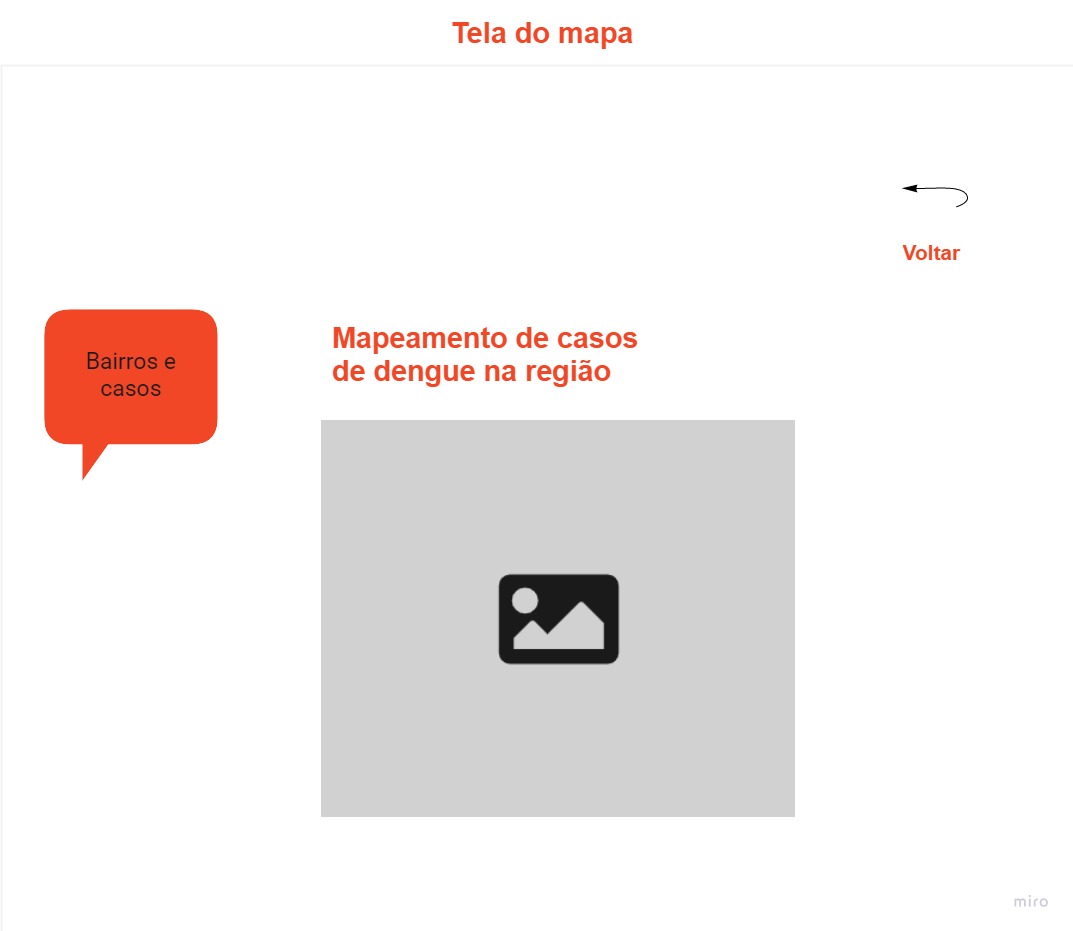 Tela do mapa
Voltar
Bairros e
casos
Mapeamento de casos
de dengue na região
miro